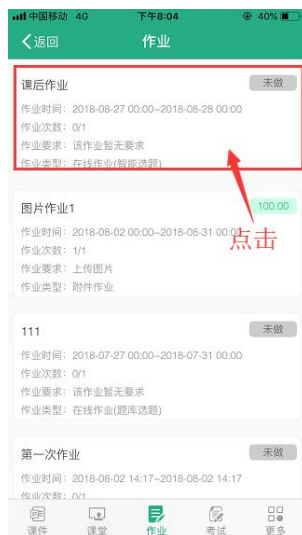 中国移动 4G 下午8:04 40%
返回 作业
课后作业 未做
作业时间：2018-08-27 00:00~2018-08-28 00:00
作业次数：0/1
作业要求：该作业暂无要求
作业类型：在线作业(智能选题)
图片作业1 100.00
作业时间：2018-08-02 00:00~2018-08-31 00:00
点击
作业次数：1/1
作业要求：上传图片
作业类型：附件作业
111 未做
作业时间：2018-07-27 00:00~2018-07-31 00:00
作业次数：0/1
作业要求：该作业暂无要求
作业类型：在线作业(题库选题)
第一次作业 未做
作业时间：2018-08-02 14:17~2018-08-02 14:17
作业次数：0/1
课件 课堂 作业 考试 更多